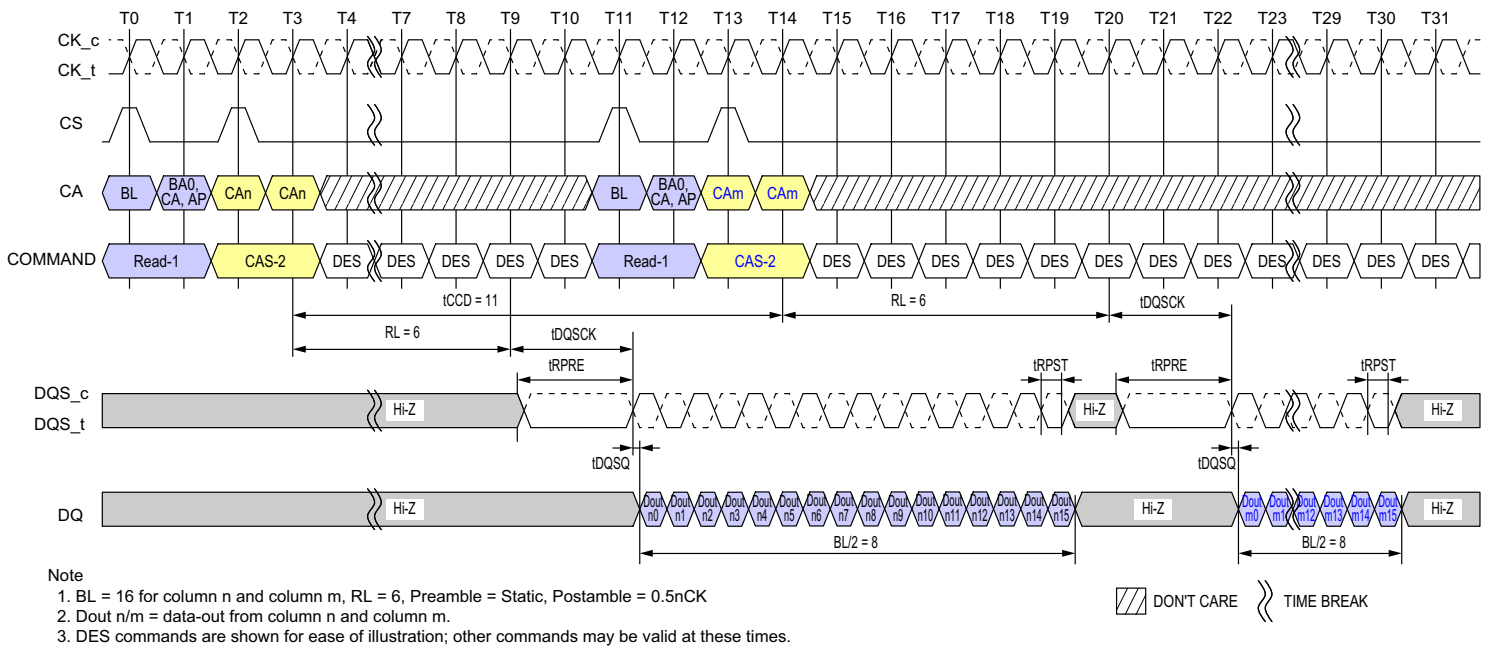 T0 T1 T2 T3 T4 T7 T8 T9 T10 T11 T12 T13 T14 T15 T16 T17 T18 T19 T20 T21 T22 T23 T29 T30 T31
CK_c
CK_t
CS
CA BL BA0, CA, AP CAn CAn BL BA0, CA, AP CAm CAm
COMMAND Read-1 CAS-2 DES DES DES DES DES Read-1 CAS-2 DES DES DES DES DES DES DES DES DES DES DES DES
tCCD = 11 RL = 6 tDQSCK
RL = 6 tDQSCK
tRPRE tRPST tRPRE tRPST
DQS_c
DQS_t
Hi-Z Hi-Z Hi-Z
tDQSQ tDQSQ
DQ Hi-Z Dout n0 Dout n1 Dout n2 Dout n3 Dout n4 Dout n5 Dout n6 Dout n7 Dout n8 Dout n9 Dout n10 Dout n11 Dout n12 Dout n13 Dout n14 Dout n15 Hi-Z Dout m0 Dout m1 Dout m12 Dout m13 Dout m14 Dout m15 Hi-Z
BL/2 = 8 BL/2 = 8
Note
1. BL = 16 for column n and column m, RL = 6, Preamble = Static, Postamble = 0.5nCK
2. Dout n/m = data-out from column n and column m.
3. DES commands are shown for ease of illustration; other commands may be valid at these times.
DON'T CARE TIME BREAK